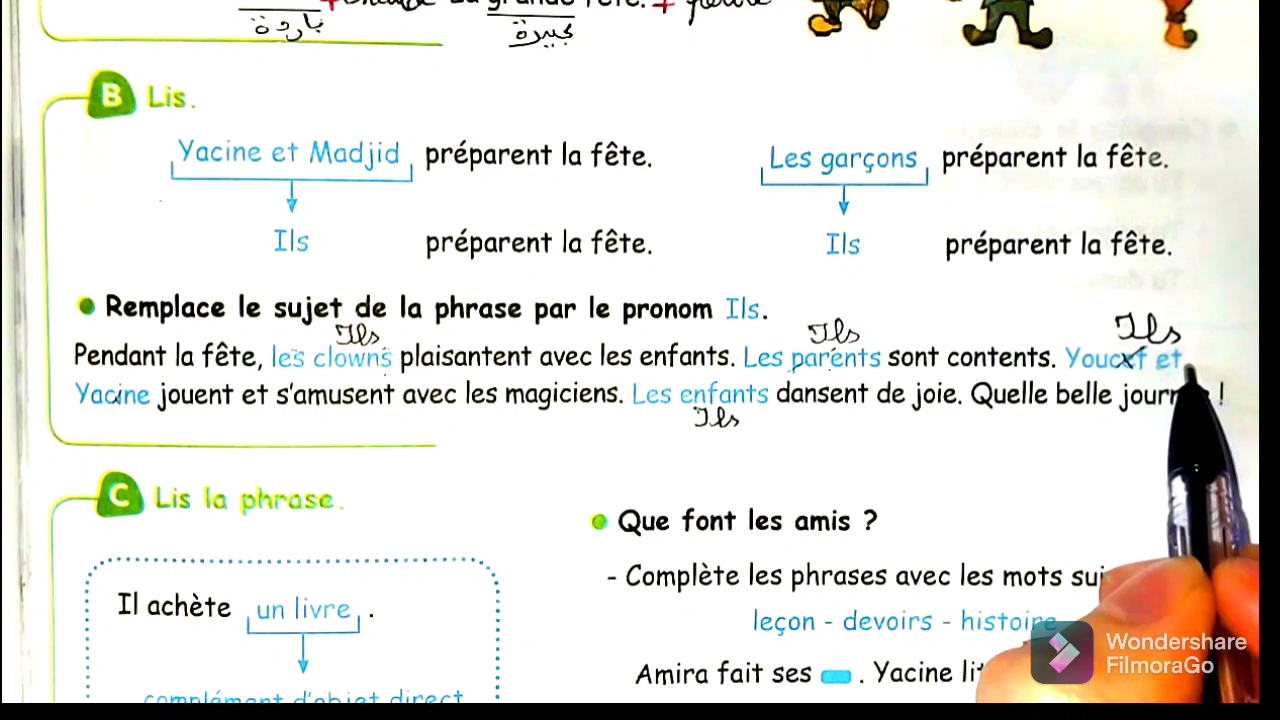 grande fête. + 
باردة كبيرة
B Lis.
Yacine et Madjid préparent la fête. Les garçons préparent la fête.
Ils préparent la fête. Ils préparent la fête.
Remplace le sujet de la phrase par le pronom Ils.
Ils Ils Ils
Pendant la fête, les clowns plaisantent avec les enfants. Les parents sont contents. Youcef et
Yacine jouent et s'amusent avec les magiciens. Les enfants dansent de joie. Quelle belle !
Ils
C Lis la phrase.
Que font les amis ?
- Complète les phrases avec les mots
Il achète un livre.
leçon - devoirs - histoire
Wondershare
FilmoraGo
Amira fait ses . Yacine
complément d'objet direct